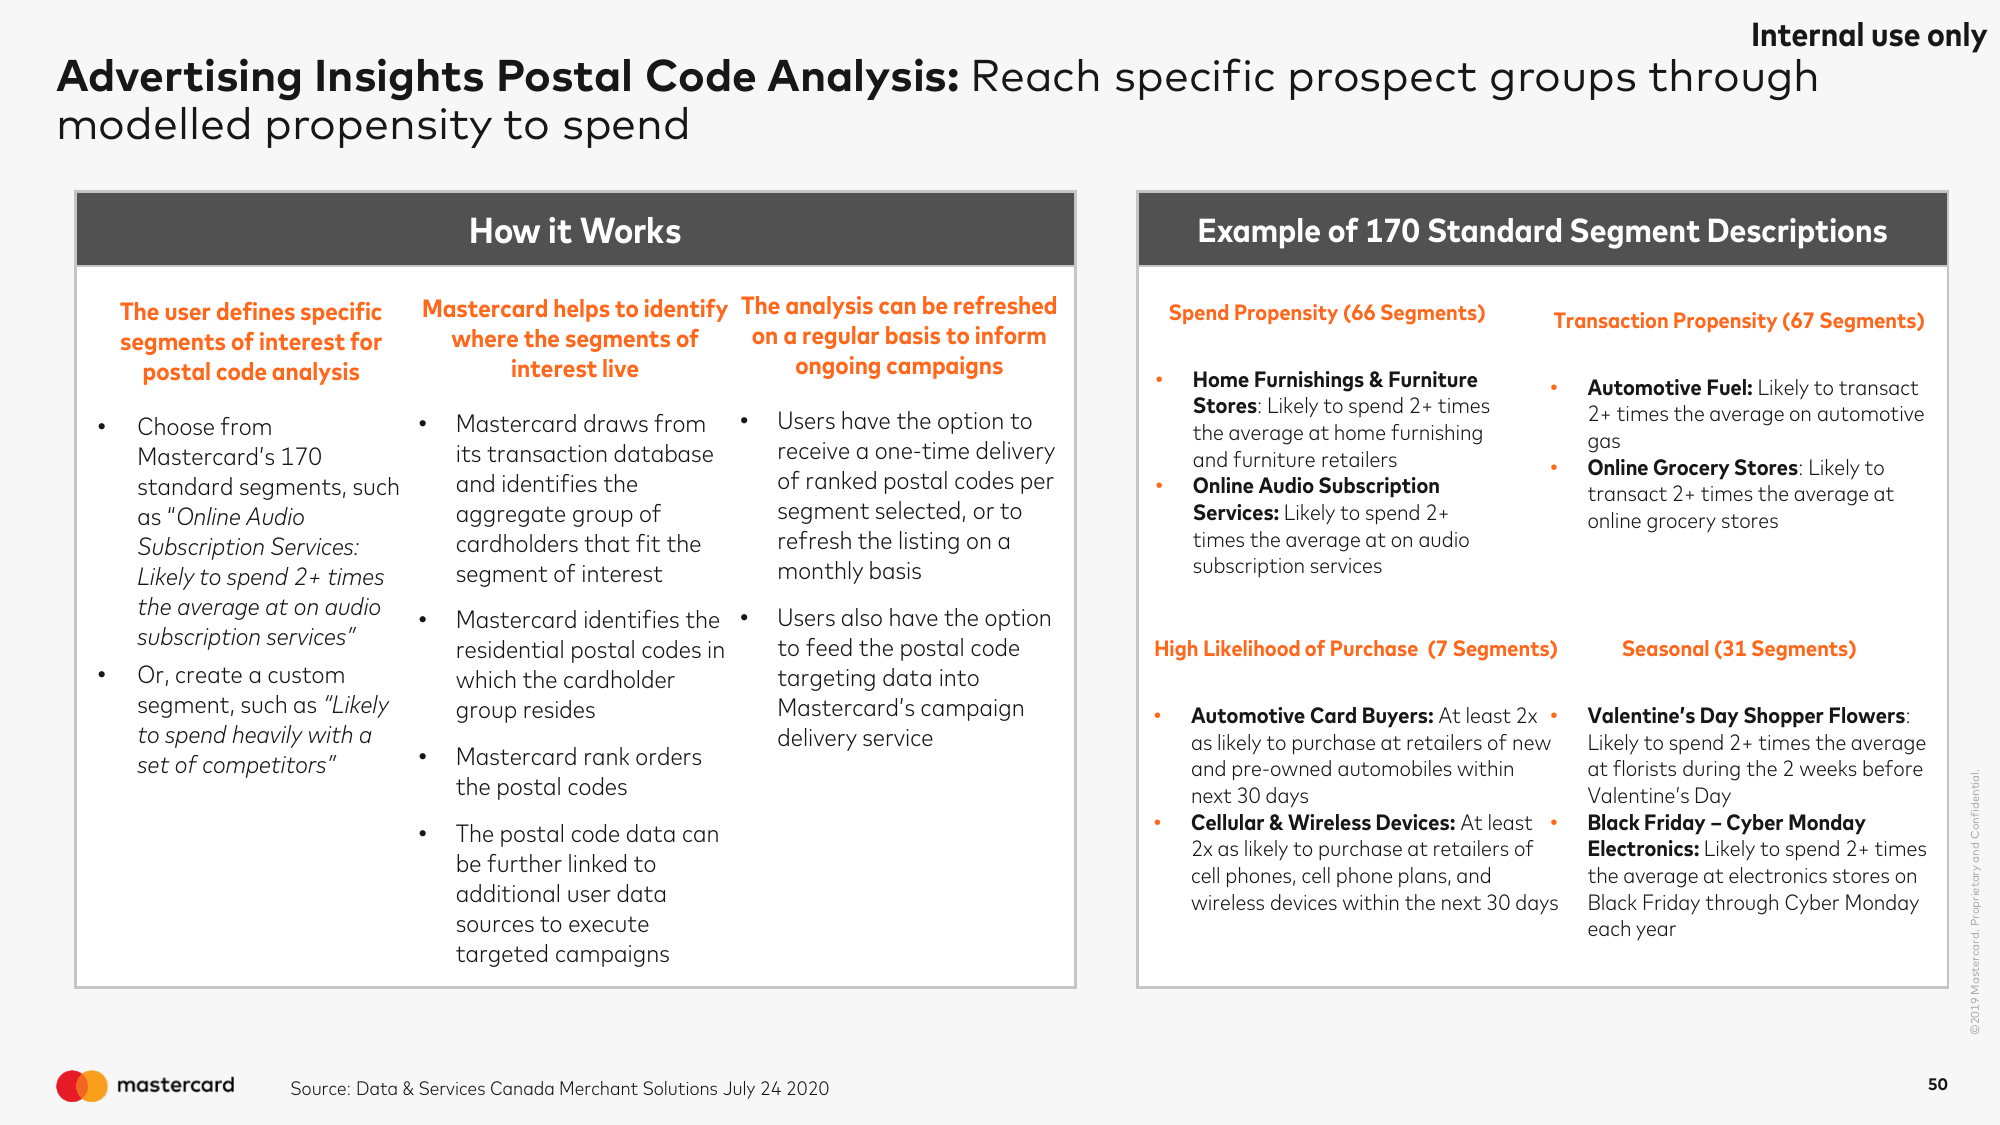 Internal use only
Advertising Insights Postal Code Analysis: Reach specific prospect groups through
modelled propensity to spend
How it Works
The user defines specific
segments of interest for
postal code analysis
• Choose from
Mastercard's 170
standard segments, such
as "Online Audio
Subscription Services:
Likely to spend 2+ times
the average at on audio
subscription services"
• Or, create a custom
segment, such as "Likely
to spend heavily with a
set of competitors"
Mastercard helps to identify
where the segments of
interest live
• Mastercard draws from
its transaction database
and identifies the
aggregate group of
cardholders that fit the
segment of interest
• Mastercard identifies the
residential postal codes in
which the cardholder
group resides
• Mastercard rank orders
the postal codes
• The postal code data can
be further linked to
additional user data
sources to execute
targeted campaigns
The analysis can be refreshed
on a regular basis to inform
ongoing campaigns
• Users have the option to
receive a one-time delivery
of ranked postal codes per
segment selected, or to
refresh the listing on a
monthly basis
• Users also have the option
to feed the postal code
targeting data into
Mastercard's campaign
delivery service
Example of 170 Standard Segment Descriptions
Spend Propensity (66 Segments)
• Home Furnishings & Furniture
Stores: Likely to spend 2+ times
the average at home furnishing
and furniture retailers
• Online Audio Subscription
Services: Likely to spend 2+
times the average at on audio
subscription services
Transaction Propensity (67 Segments)
• Automotive Fuel: Likely to transact
2+ times the average on automotive
gas
• Online Grocery Stores: Likely to
transact 2+ times the average at
online grocery stores
High Likelihood of Purchase (7 Segments)
• Automotive Card Buyers: At least 2x
as likely to purchase at retailers of new
and pre-owned automobiles within
next 30 days
• Cellular & Wireless Devices: At least
2x as likely to purchase at retailers of
cell phones, cell phone plans, and
wireless devices within the next 30 days
Seasonal (31 Segments)
• Valentine's Day Shopper Flowers:
Likely to spend 2+ times the average
at florists during the 2 weeks before
Valentine's Day
• Black Friday – Cyber Monday
Electronics: Likely to spend 2+ times
the average at electronics stores on
Black Friday through Cyber Monday
each year
©2019 Mastercard. Proprietary and Confidential.
mastercard
Source: Data & Services Canada Merchant Solutions July 24 2020
50